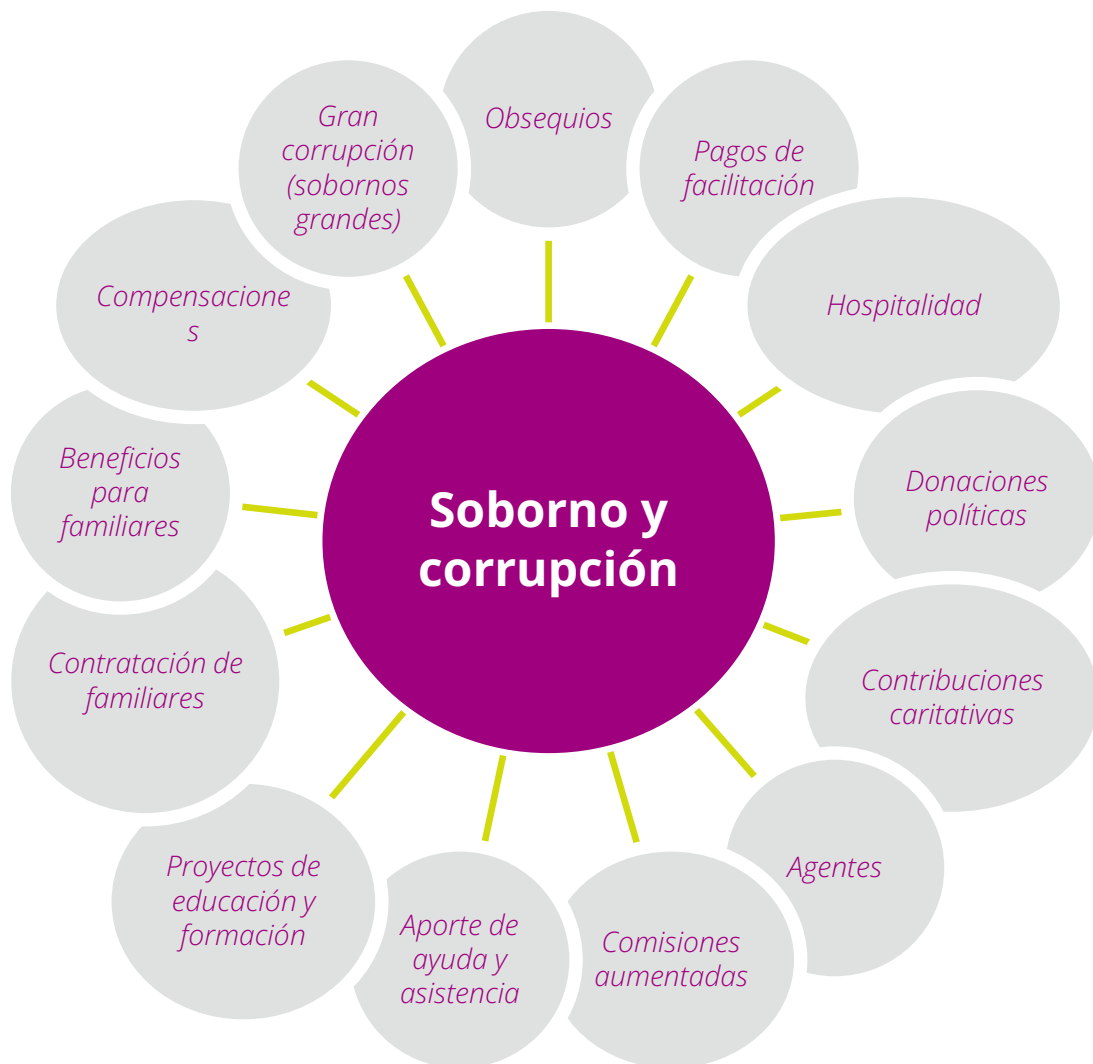 Obsequios
Pagos de
facilitación
Hospitalidad
Donaciones
políticas
Contribuciones
caritativas
Agentes
Comisiones
aumentadas
Aporte de
ayuda y
asistencia
Proyectos de
educación y
formación
Contratación de
familiares
Beneficios
para
familiares
Compensacione
s
Gran
corrupción
(sobornos
grandes)
Soborno y
corrupción